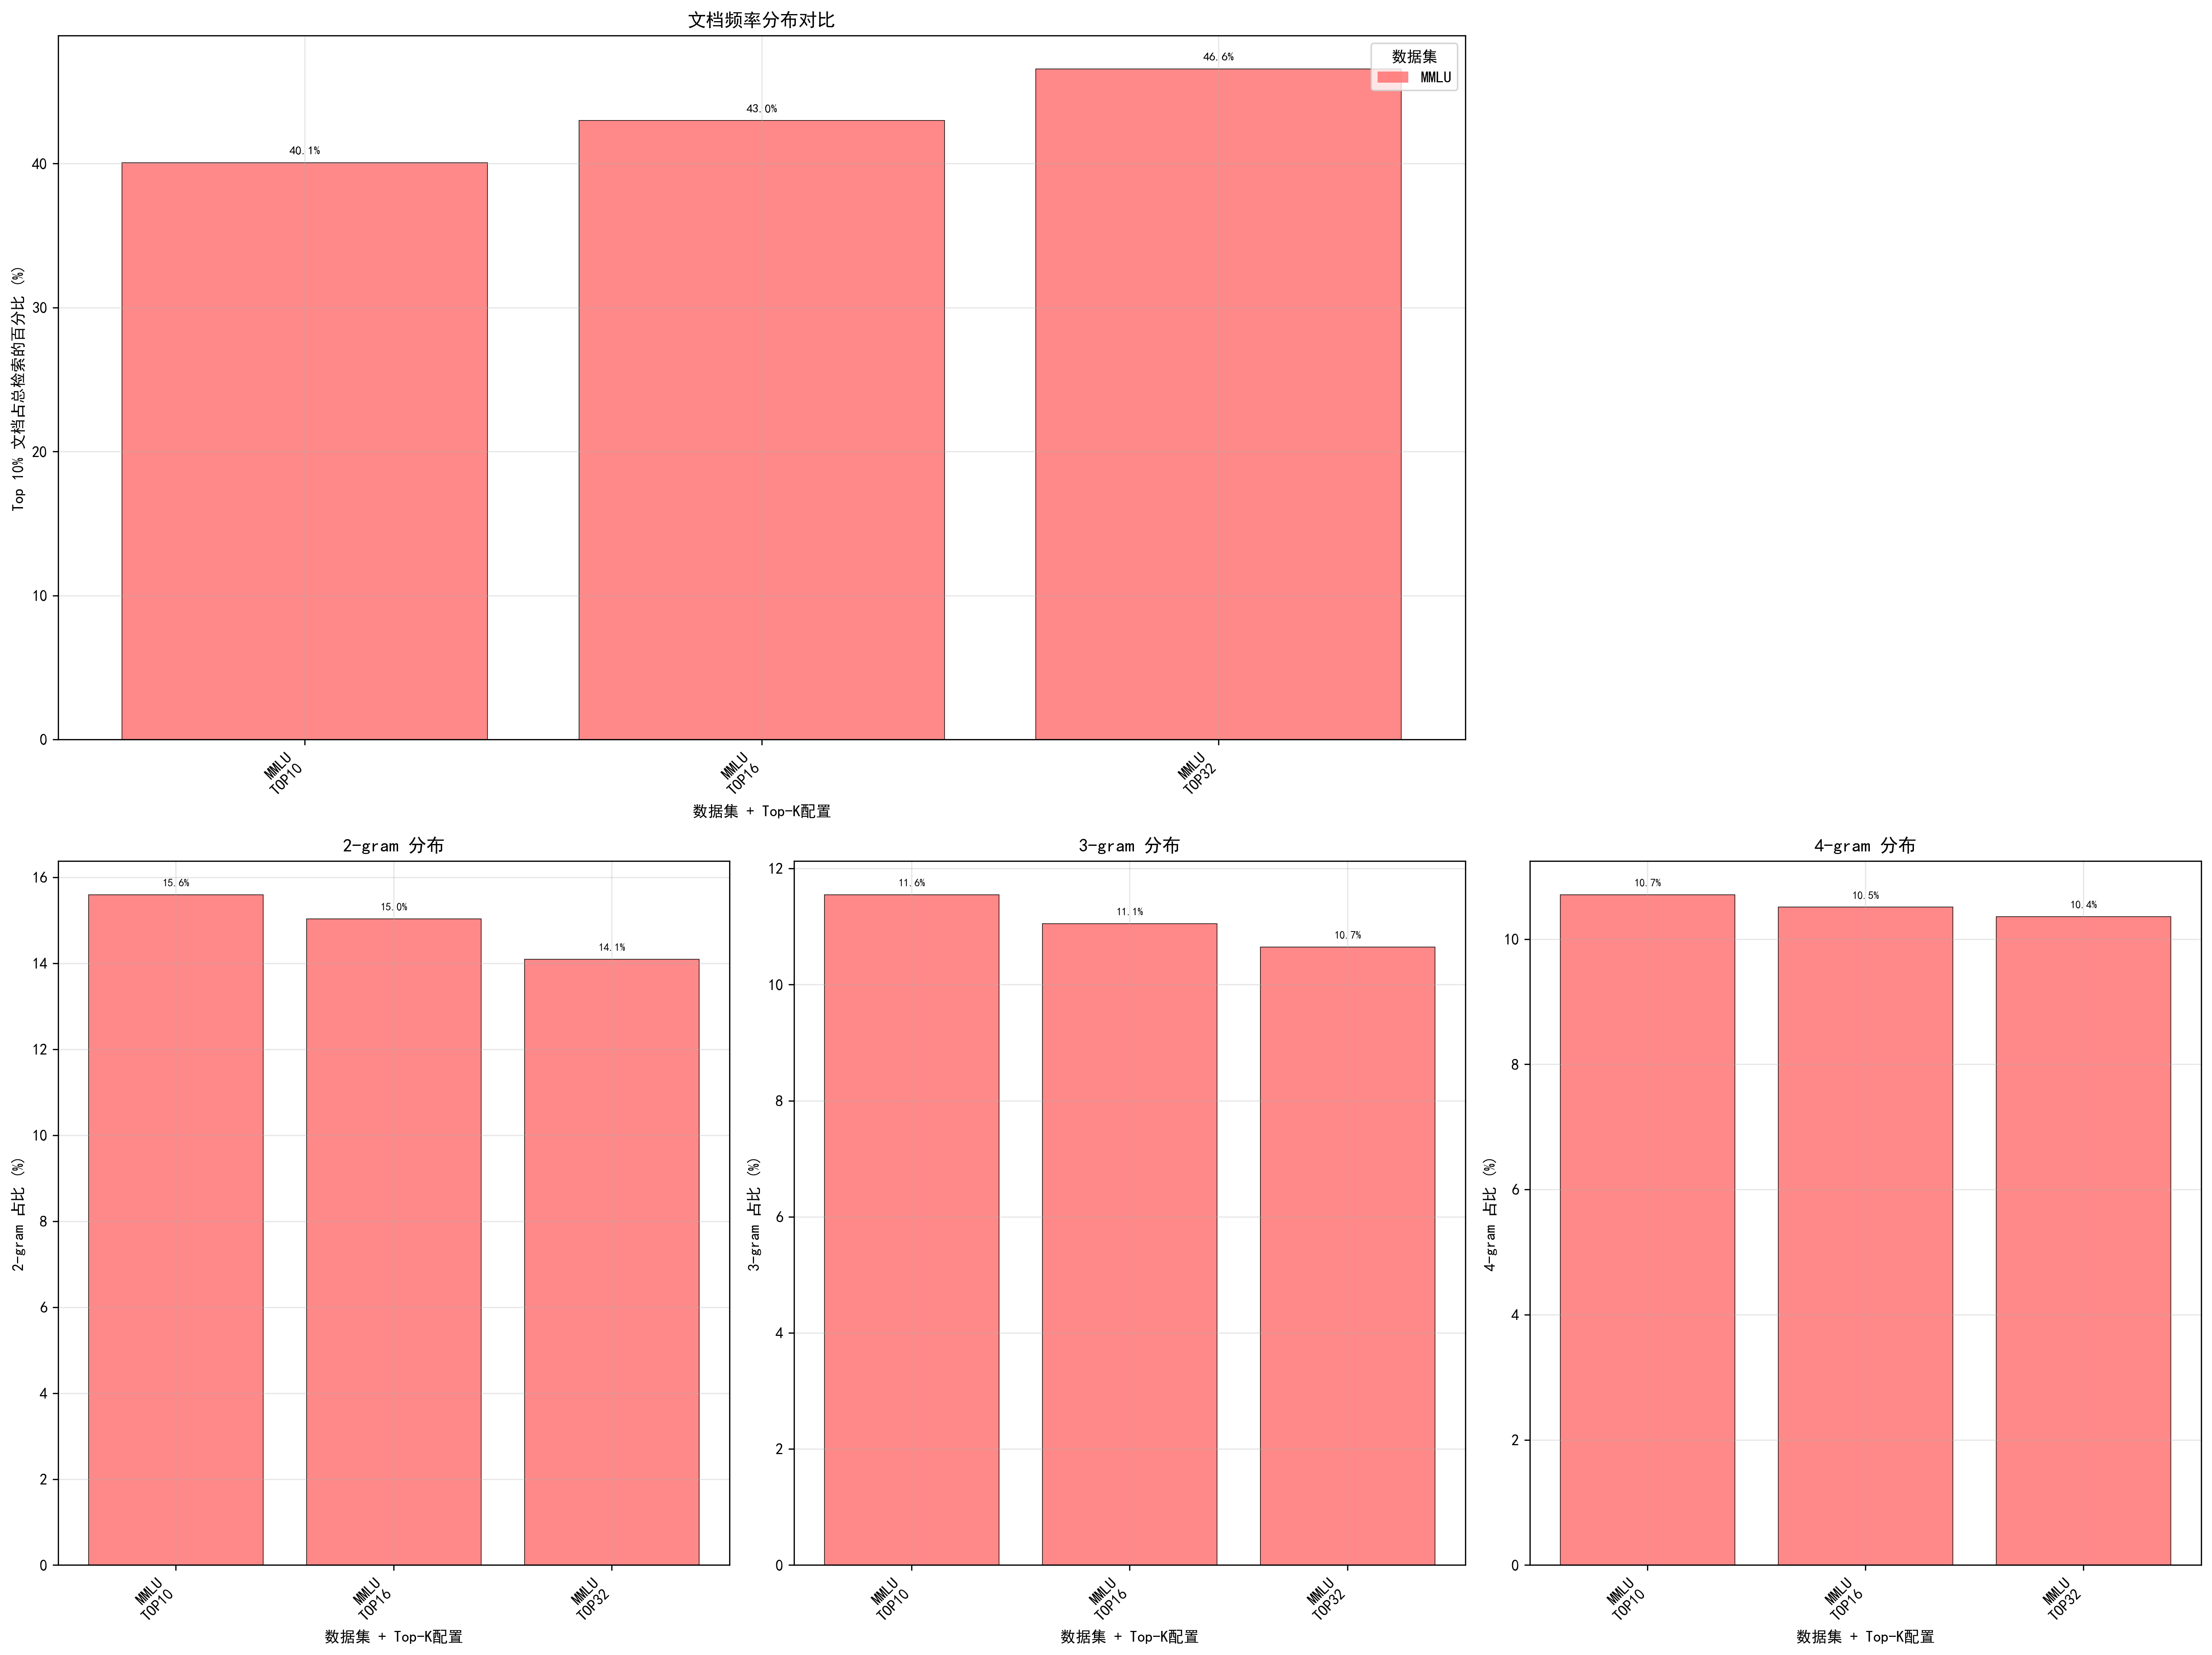 文档频率分布对比
数据集
MMLU
46.6%
43.0%
40.1%
Top 10% 文档占总检索的百分比 (%)
40
30
20
10
0
MMLU
TOP10
MMLU
TOP16
MMLU
TOP32
数据集 + Top-K配置
2-gram 分布
2-gram 占比 (%)
16
14
12
10
8
6
4
2
0
15.6%
15.0%
14.1%
MMLU
TOP10
MMLU
TOP16
MMLU
TOP32
数据集 + Top-K配置
3-gram 分布
3-gram 占比 (%)
12
10
8
6
4
2
0
11.6%
11.1%
10.7%
MMLU
TOP10
MMLU
TOP16
MMLU
TOP32
数据集 + Top-K配置
4-gram 分布
4-gram 占比 (%)
10
8
6
4
2
0
10.7%
10.5%
10.4%
MMLU
TOP10
MMLU
TOP16
MMLU
TOP32
数据集 + Top-K配置